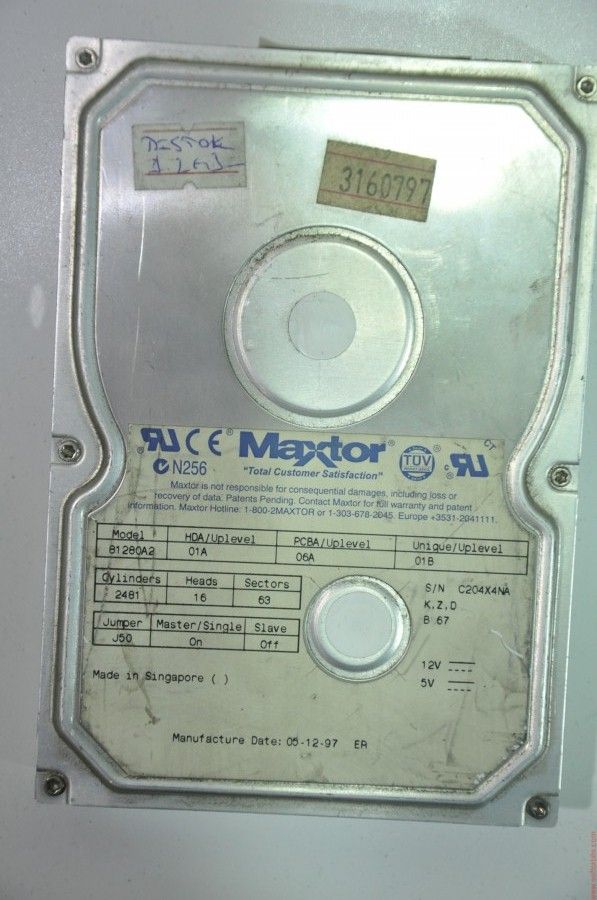 1.2
3160797
CE Maxtor® TÜV
N256 "Total Customer Satisfaction"
Maxtor is not responsible for consequential damages, including loss or
recovery of data. Patents Pending. Contact Maxtor for full warranty and patent
information. Maxtor Hotline: 1-800-2MAXTOR or 1-303-678-2045. Europe +3531-2041111.
Model HDA/Uplevel PCBA/Uplevel Unique/Uplevel
81280A2 01A 06A 01B
Cylinders Heads Sectors
2481 16 63
S/N C204X4NA
K,Z,D
B 67
Jumper Master/Single Slave
J50 On Off
12V
5V
Made in Singapore ( )
Manufacture Date: 05-12-97 ER